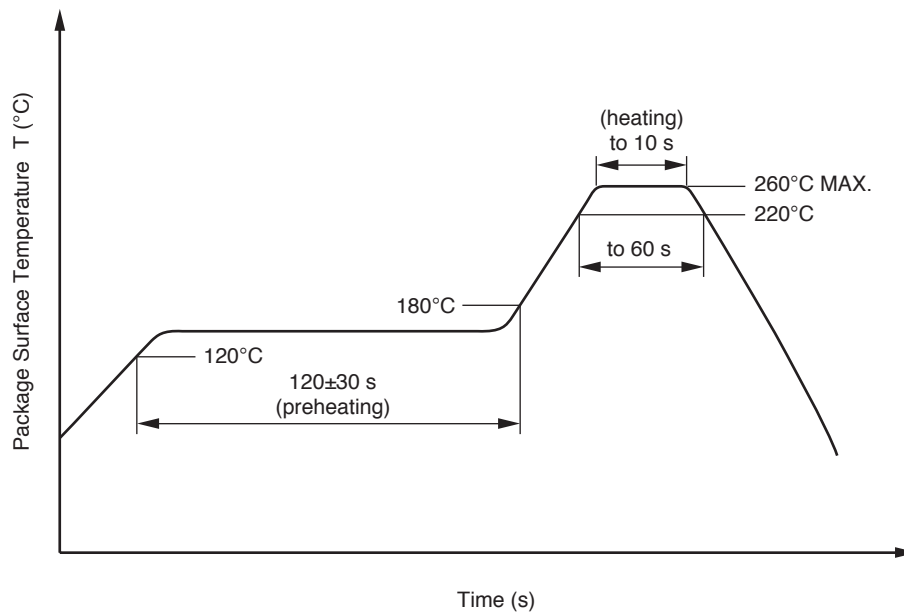 Package Surface Temperature T (°C)
(heating)
to 10 s
260°C MAX.
220°C
to 60 s
180°C
120°C
120±30 s
(preheating)
Time (s)